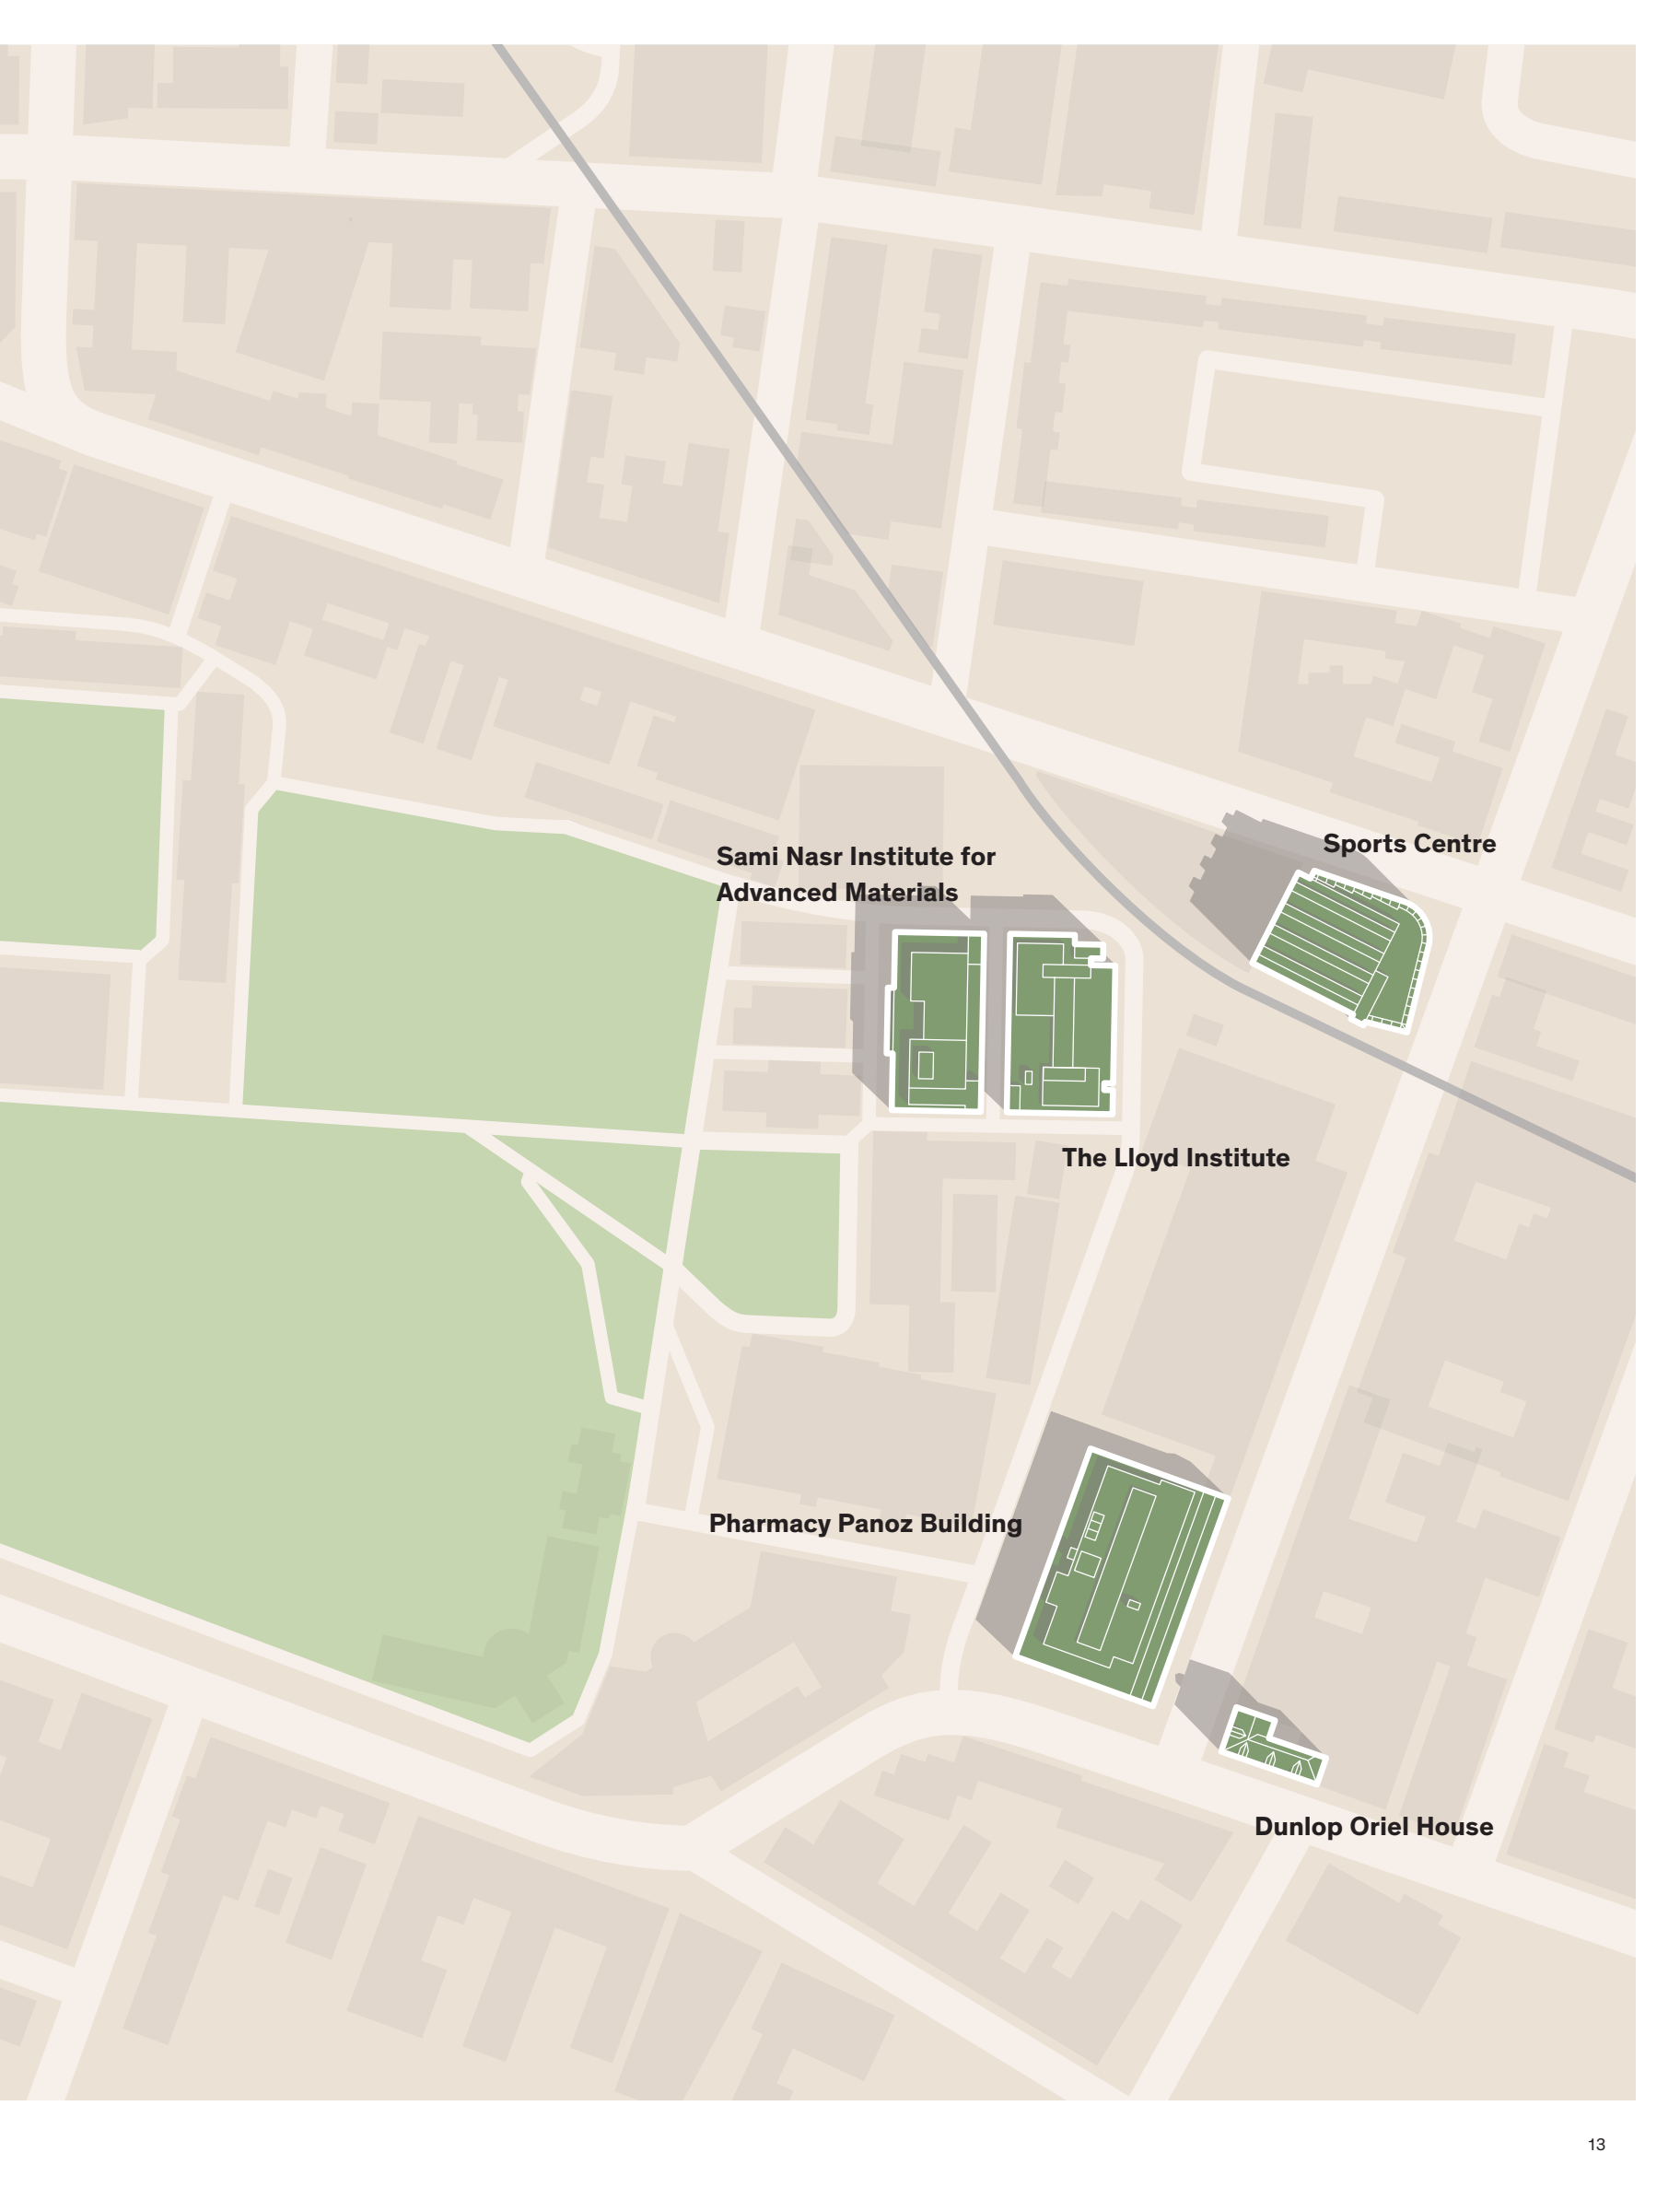 Sports Centre
Sami Nasr Institute for
Advanced Materials
The Lloyd Institute
Pharmacy Panoz Building
Dunlop Oriel House
13